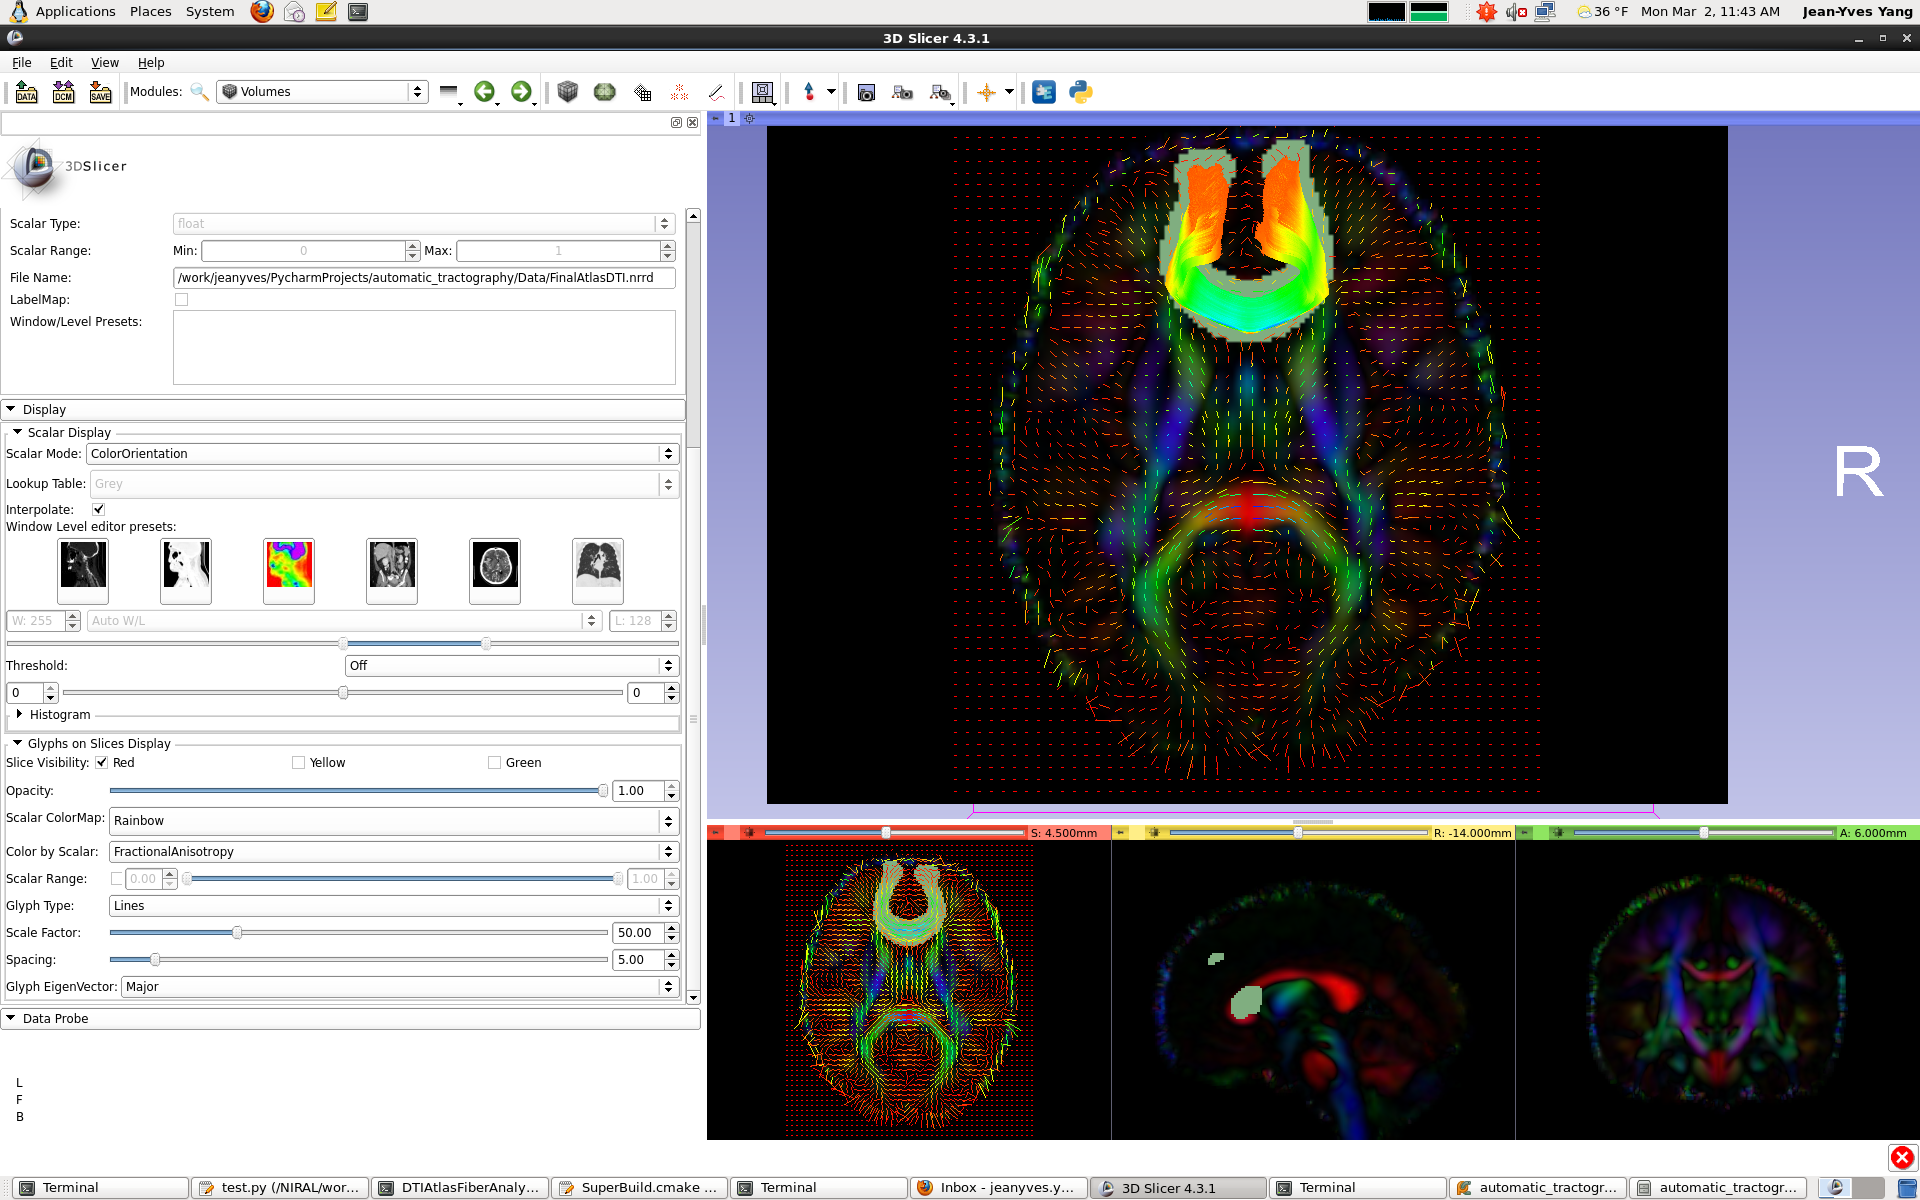 Applications Places System 36 °F Mon Mar 2, 11:43 AM Jean-Yves Yang
3D Slicer 4.3.1
File Edit View Help
DATA DCM SAVE Modules: Volumes
1
3DSlicer
Scalar Type: float
Scalar Range: Min: 0 Max: 1
File Name: /work/jeanyves/PycharmProjects/automatic_tractography/Data/FinalAtlasDTI.nrrd
LabelMap:
Window/Level Presets:
Display
Scalar Display
Scalar Mode: ColorOrientation
Lookup Table: Grey
Interpolate:
Window Level editor presets:
W: 255 Auto W/L L: 128
Threshold: Off
0 0
Histogram
Glyphs on Slices Display
Slice Visibility: Red Yellow Green
Opacity: 1.00
Scalar ColorMap: Rainbow
Color by Scalar: FractionalAnisotropy
Scalar Range: 0.00 1.00
Glyph Type: Lines
Scale Factor: 50.00
Spacing: 5.00
Glyph EigenVector: Major
Data Probe
L
F
B
R
S: 4.500mm R: -14.000mm A: 6.000mm
Terminal test.py (/NIRAL/wor... DTIAtlasFiberAnaly... SuperBuild.cmake ... Terminal Inbox - jeanyves.y... 3D Slicer 4.3.1 Terminal automatic_tractogr... automatic_tractogr...